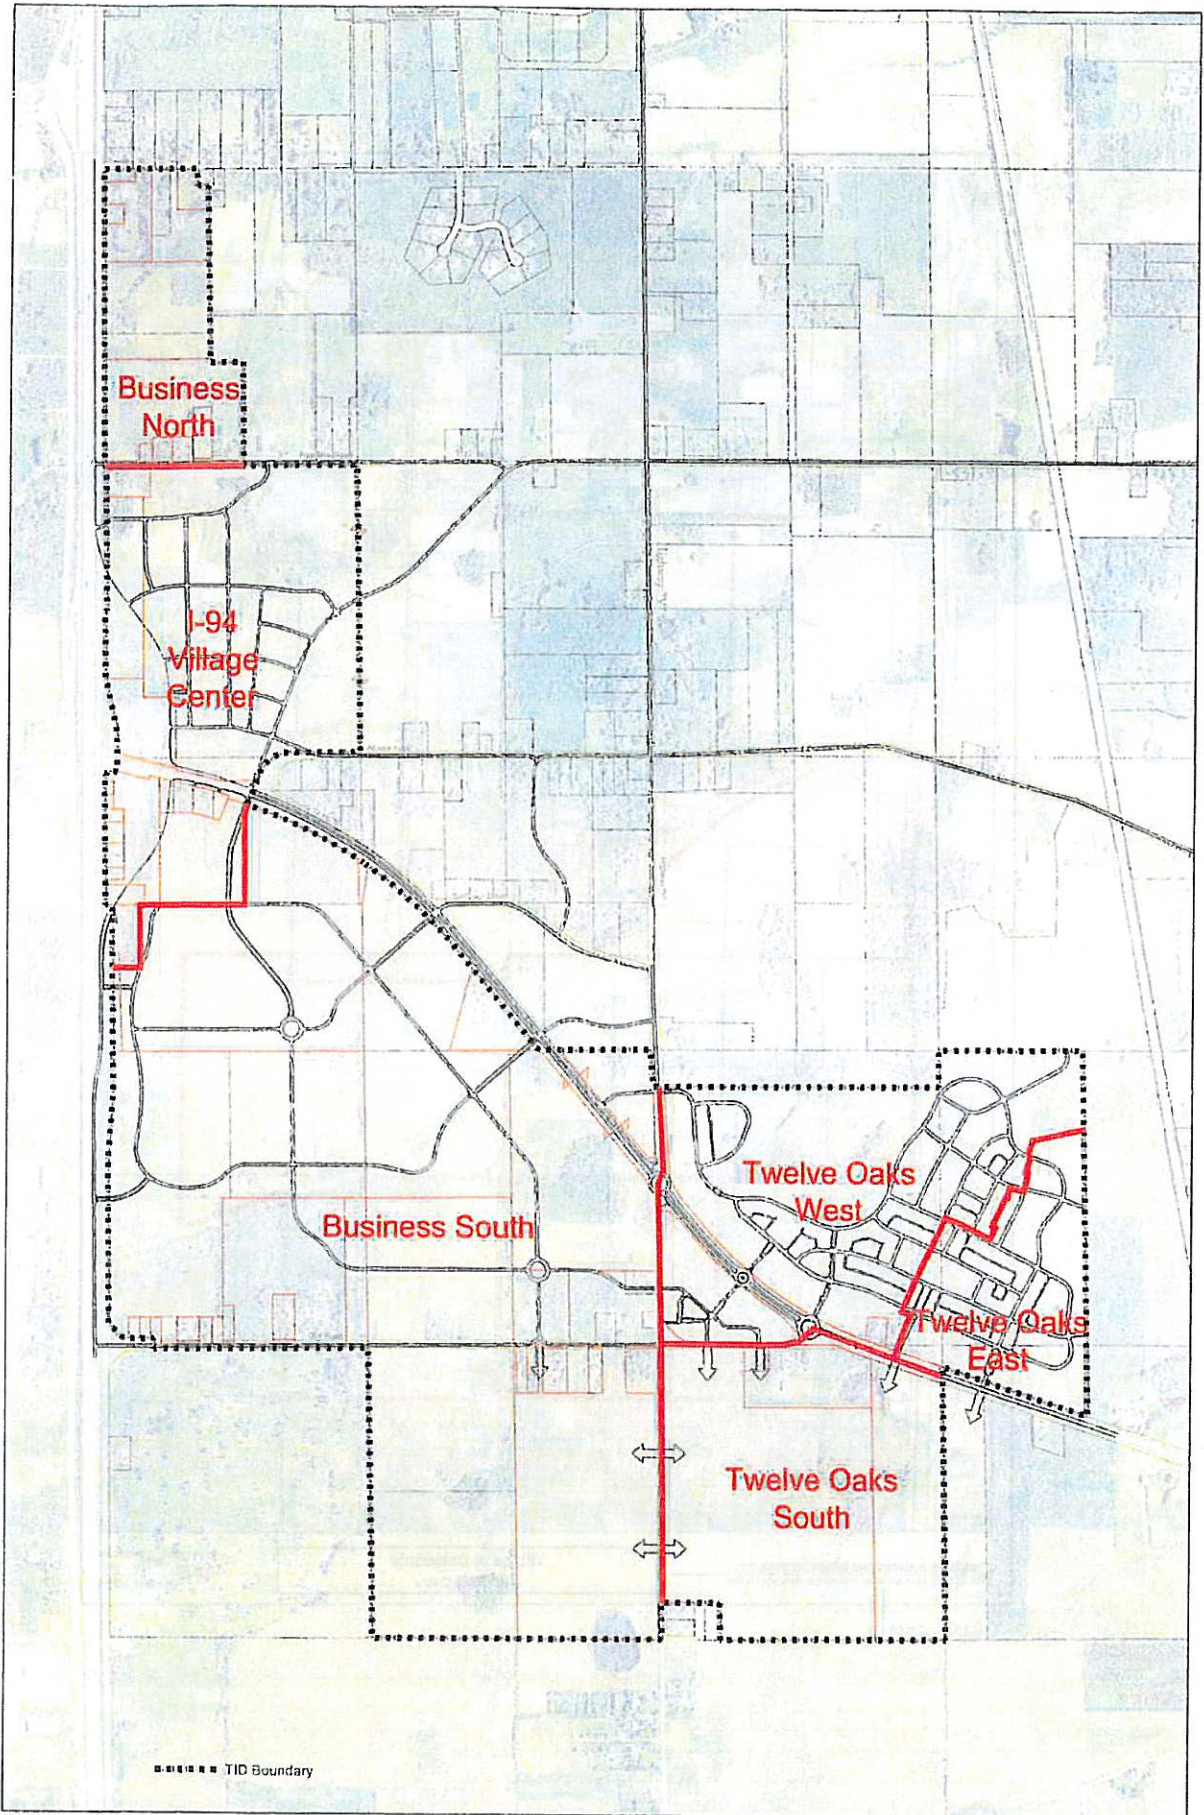 Business
North
I-94
Village
Center
Twelve Oaks
West
Business South
Twelve Oaks
East
Twelve Oaks
South
TID Boundary